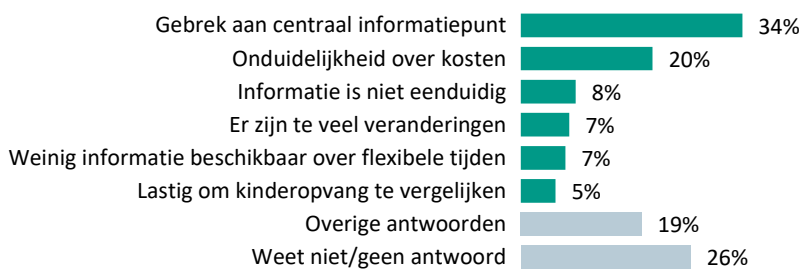 Gebrek aan centraal informatiepunt 34%
Onduidelijkheid over kosten 20%
Informatie is niet eenduidig 8%
Er zijn te veel veranderingen 7%
Weinig informatie beschikbaar over flexibele tijden 7%
Lastig om kinderopvang te vergelijken 5%
Overige antwoorden 19%
Weet niet/geen antwoord 26%